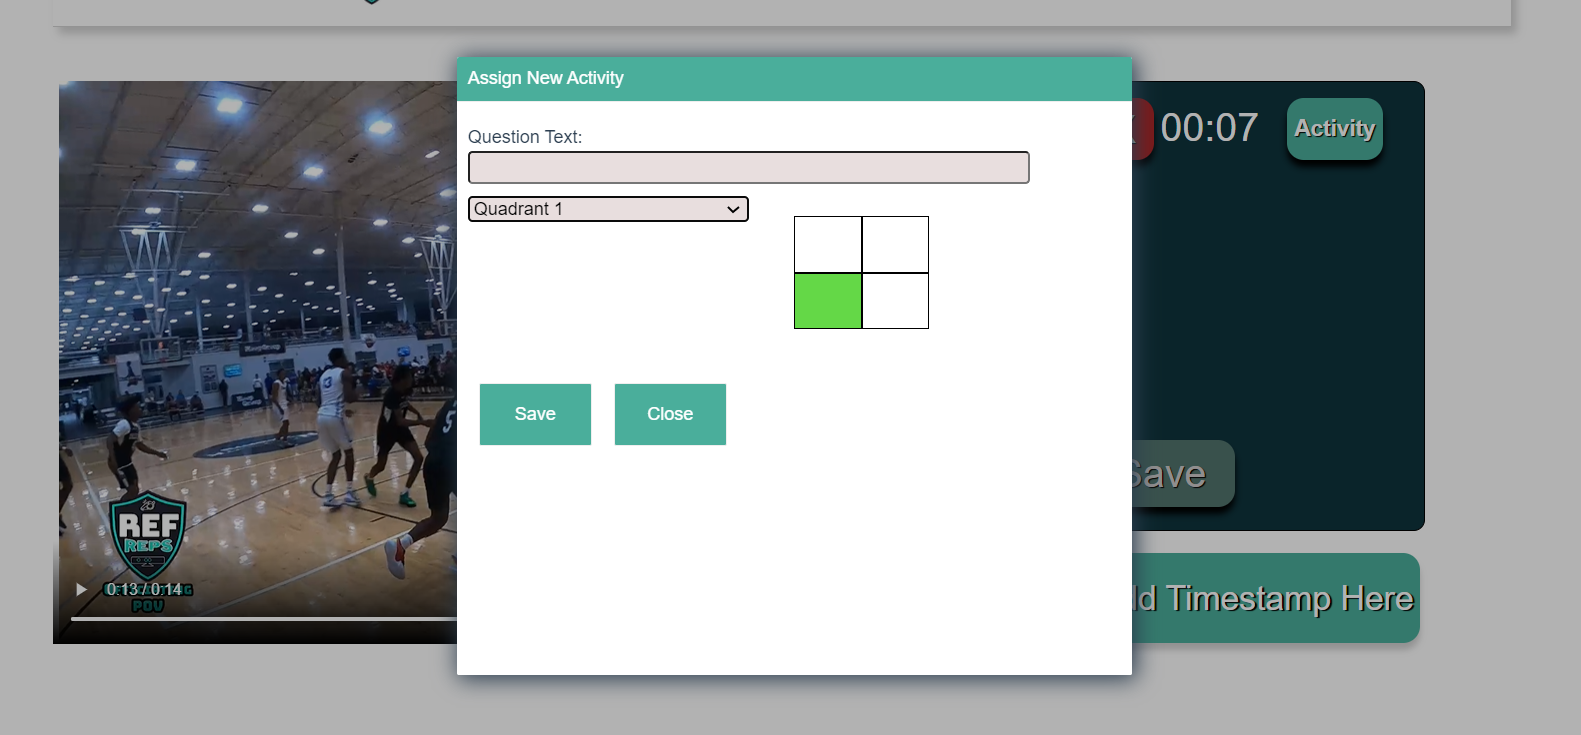 Assign New Activity
Question Text:
Quadrant 1
Save
Close
00:07
Activity
Save
ld Timestamp Here
REF
REPS
0:13 / 0:14
POV